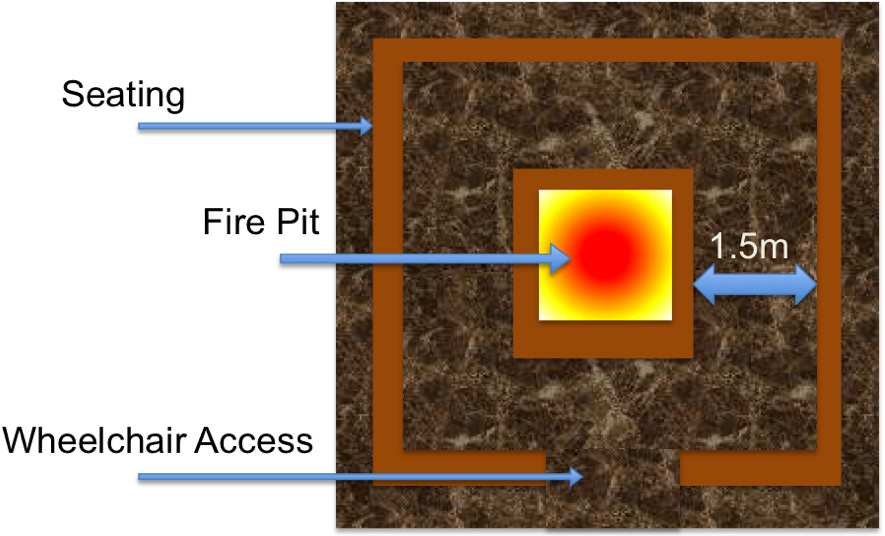 Seating
Fire Pit
1.5m
Wheelchair Access